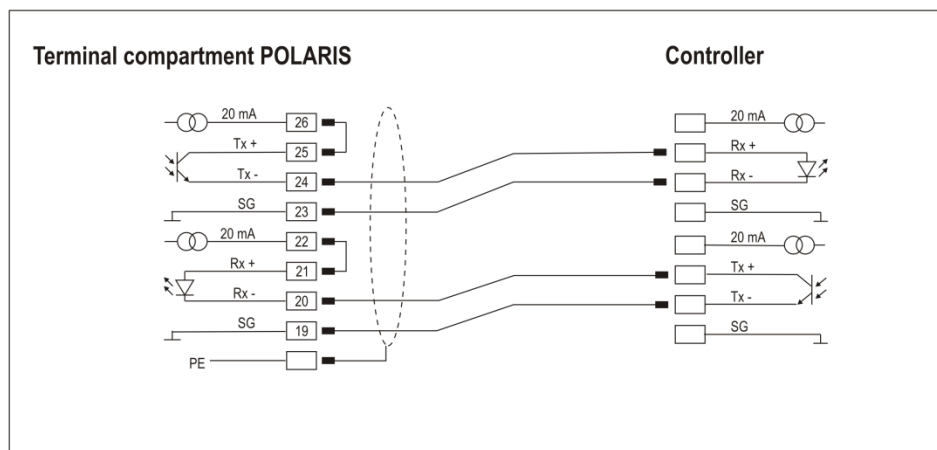 Terminal compartment POLARIS
Controller
20 mA 26
Tx + 25
Tx - 24
SG 23
20 mA 22
Rx + 21
Rx - 20
SG 19
PE
20 mA
Rx +
Rx -
SG
20 mA
Tx +
Tx -
SG